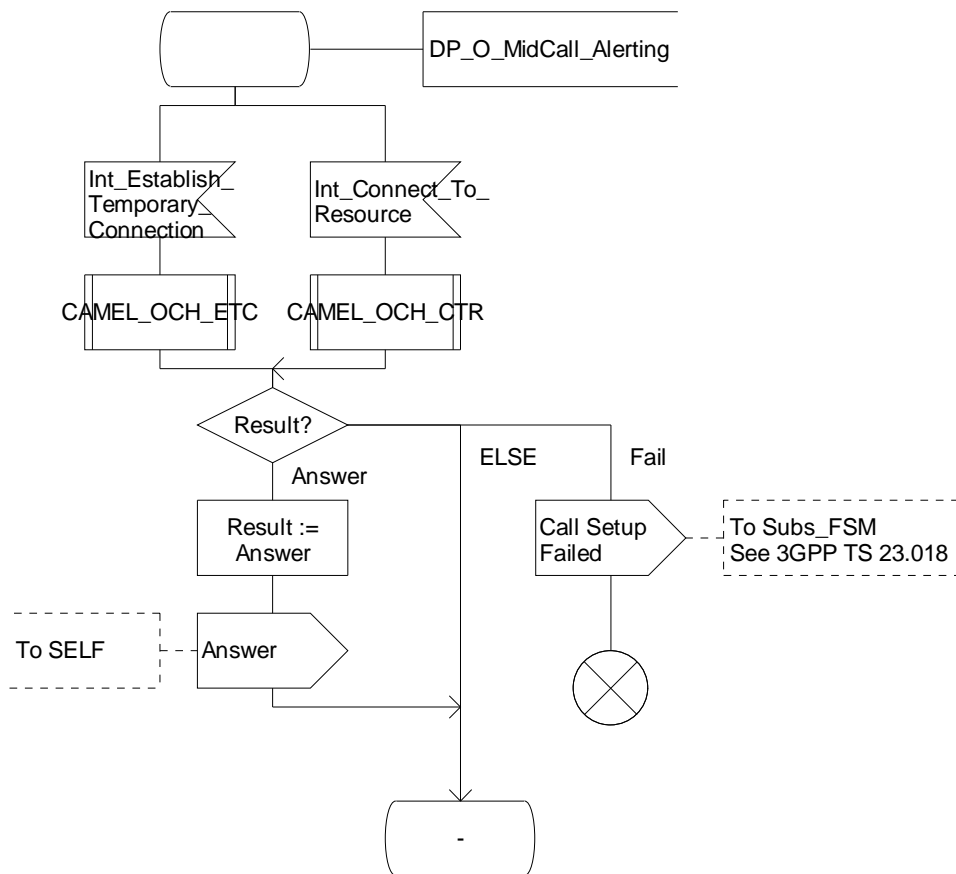 DP_O_MidCall_Alerting
Int_Establish_
Temporary_
Connection
Int_Connect_To_
Resource
CAMEL_OCH_ETC
CAMEL_OCH_CTR
Result?
ELSE
Fail
Answer
Result :=
Answer
Call Setup
Failed
To Subs_FSM
See 3GPP TS 23.018
To SELF
Answer
-